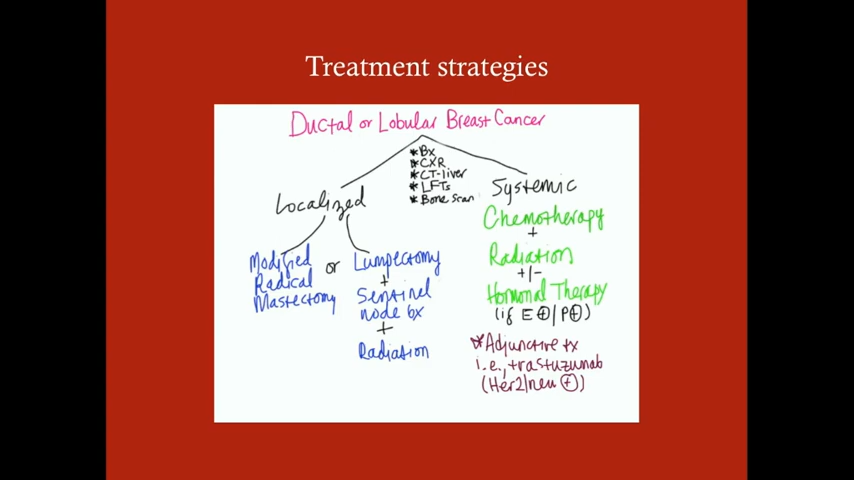 Treatment strategies
Ductal or Lobular Breast Cancer
*Bx
*CXR
*CT-liver
*LFTs
*Bone Scan
Localized
Modified
Radical
Mastectomy
or
Lumpectomy
+
Sentinel
node bx
+
Radiation
Systemic
Chemotherapy
+
Radiation
+/-
Hormonal Therapy
(if E⊕/P⊕)
*Adjunctive tx
i.e., trastuzumab
(Her2/neu ⊕)